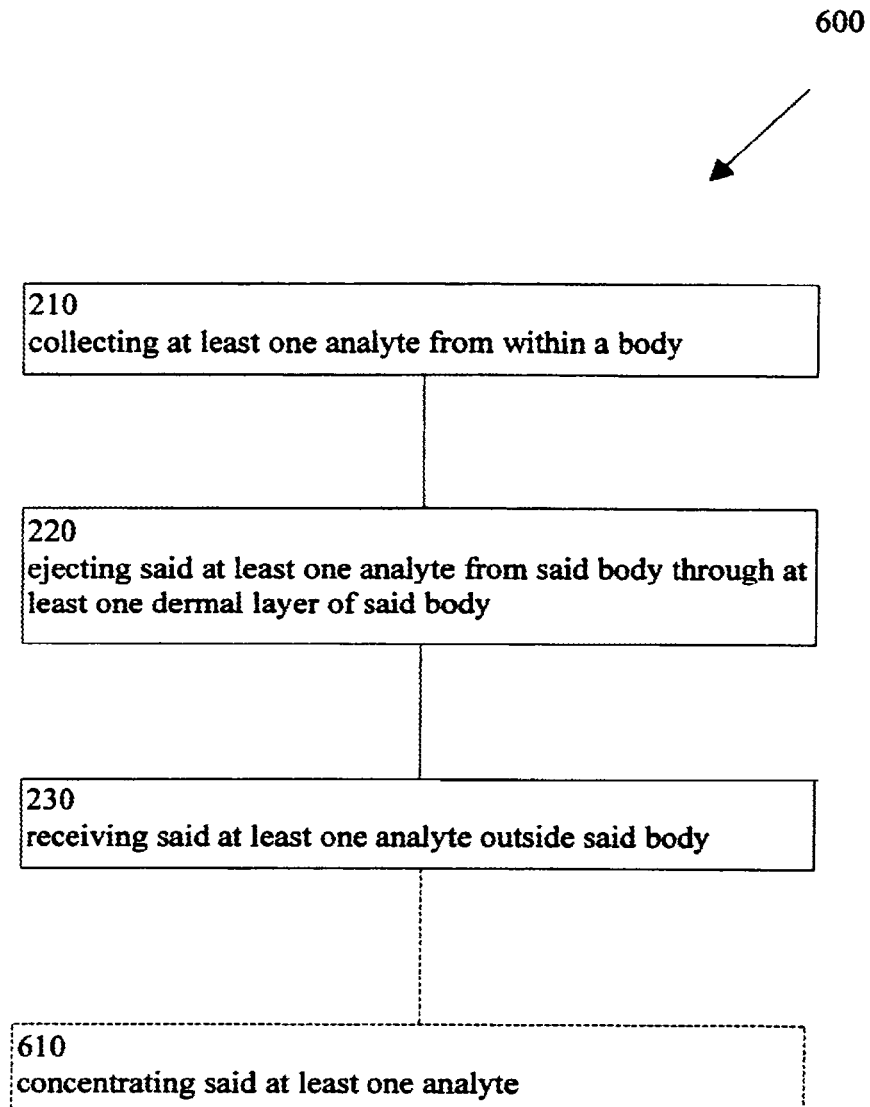 600
210
collecting at least one analyte from within a body
220
ejecting said at least one analyte from said body through at
least one dermal layer of said body
230
receiving said at least one analyte outside said body
610
concentrating said at least one analyte